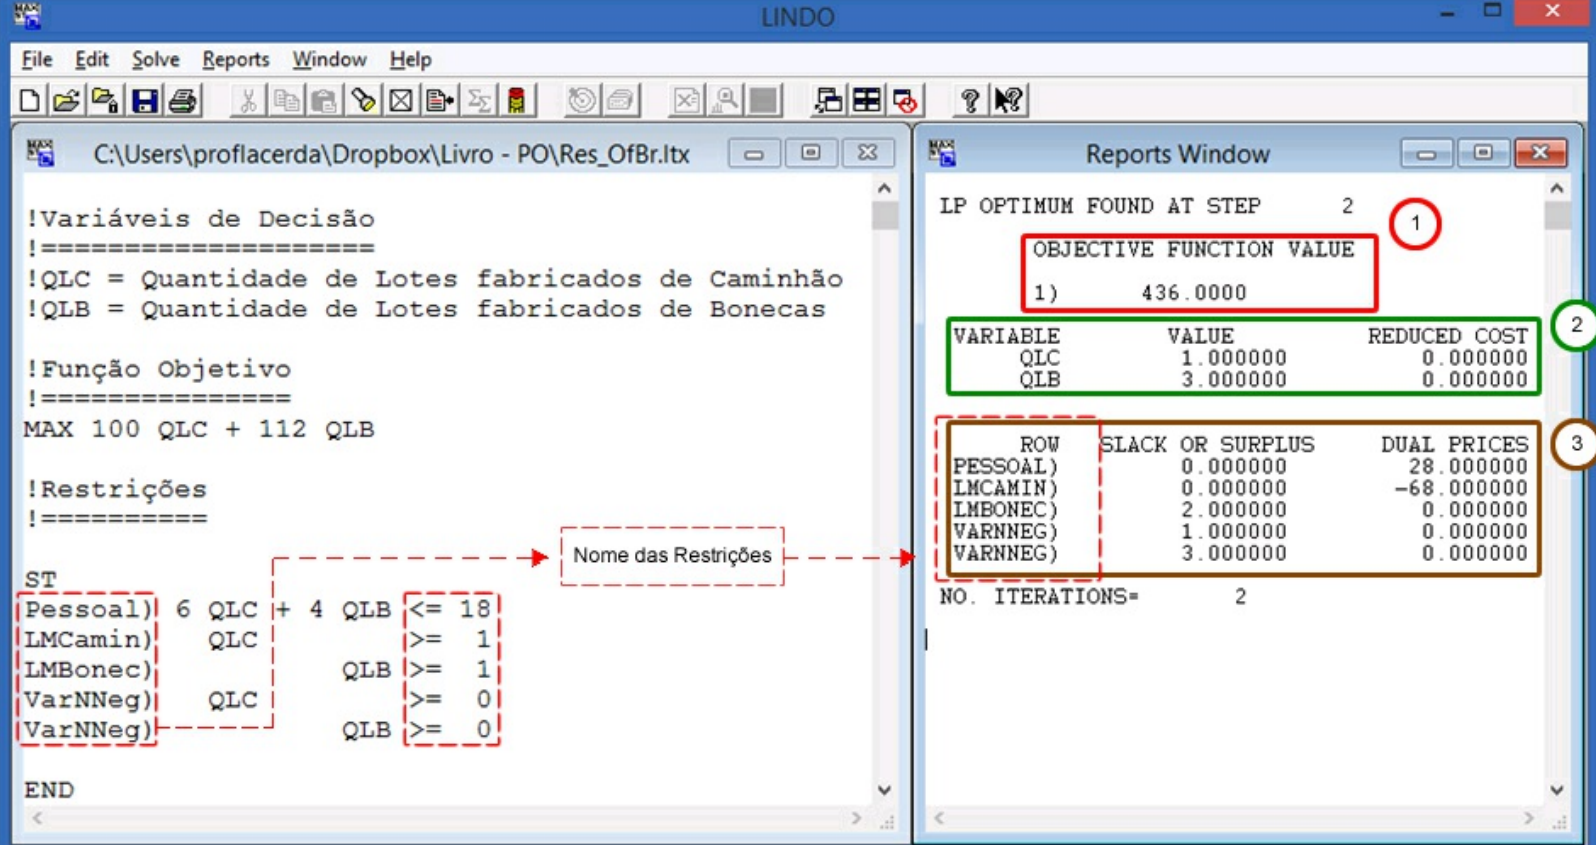 LINDO
File Edit Solve Reports Window Help
C:\Users\proflacerda\Dropbox\Livro - PO\Res_OfBr.ltx
!Variáveis de Decisão
!=====================
!QLC = Quantidade de Lotes fabricados de Caminhão
!QLB = Quantidade de Lotes fabricados de Bonecas
!Função Objetivo
!===============
MAX 100 QLC + 112 QLB
!Restrições
!==========
ST
Pessoal) 6 QLC + 4 QLB <= 18
LMCamin) QLC >= 1
LMBonec) QLB >= 1
VarNNeg) QLC >= 0
VarNNeg) QLB >= 0
END
Nome das Restrições
Reports Window
LP OPTIMUM FOUND AT STEP 2
1
OBJECTIVE FUNCTION VALUE
1) 436.0000
2
VARIABLE VALUE REDUCED COST
QLC 1.000000 0.000000
QLB 3.000000 0.000000
3
ROW SLACK OR SURPLUS DUAL PRICES
PESSOAL) 0.000000 28.000000
LMCAMIN) 0.000000 -68.000000
LMBONEC) 2.000000 0.000000
VARNNEG) 1.000000 0.000000
VARNNEG) 3.000000 0.000000
NO. ITERATIONS= 2